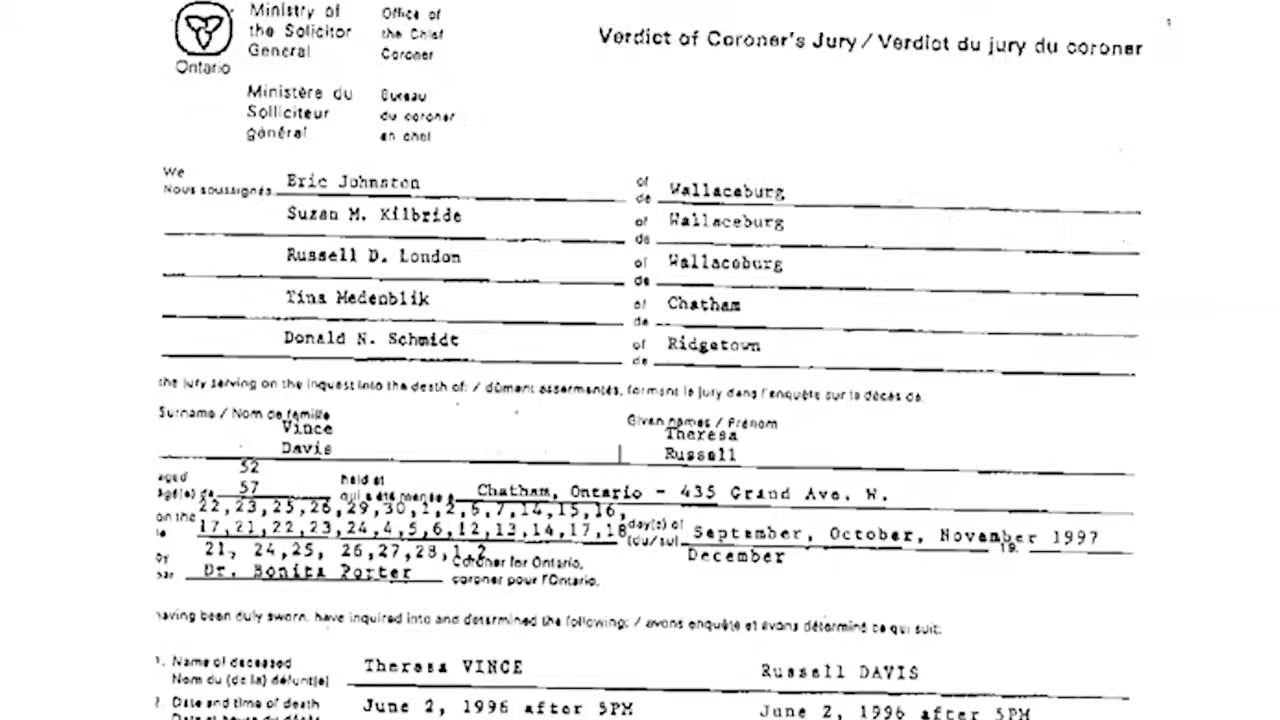 Ministry of the Solicitor General
Office of the Chief Coroner
Ontario
Verdict of Coroner's Jury / Verdict du jury du coroner
Ministère du Solliciteur général
Bureau du coroner en chef
We
Nous soussignés Eric Johnston of de Wallaceburg
Suzan M. Kilbride of de Wallaceburg
Russell D. London of de Wallaceburg
Tina Medenblik of de Chatham
Donald N. Schmidt of de Ridgetown
the jury serving on the inquest into the death of: / dûment assermentés, formant le jury dans l'enquête sur le décès de
Surname / Nom de famille Given names / Prénom
Vince Theresa
Davis Russell
52
aged held at
âgé(e) de 57 qui a été menée à Chatham, Ontario - 435 Grand Ave. W.
22,23,25,26,29,30,1,2,6,7,14,15,16,
on the 17,21,22,23,24,4,5,6,12,13,14,17,18 day(s) of (du/sul September, October, November 1997
le 19
21, 24,25, 26,27,28,1,2 December
By par Dr. Bonita Porter Coroner for Ontario,
coroner pour l'Ontario,
having been duly sworn, have inquired into and determined the following: / avons enquêté et avons déterminé ce qui suit:
1. Name of deceased Theresa VINCE Russell DAVIS
Nom du (de la) défunt(e)
2. Date and time of death June 2, 1996 after 5PM June 2, 1996 after 5PM